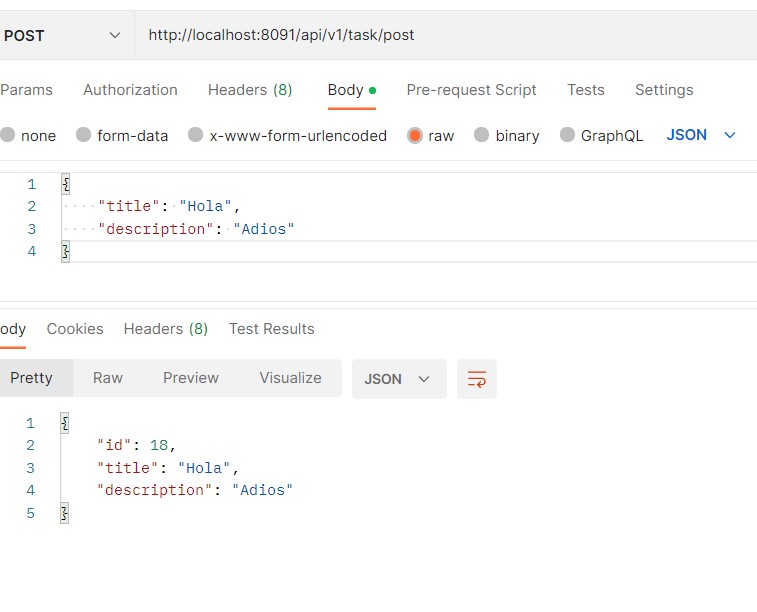 POST http://localhost:8091/api/v1/task/post
Params Authorization Headers (8) Body Pre-request Script Tests Settings
none form-data x-www-form-urlencoded raw binary GraphQL JSON
1 {
2 "title": "Hola",
3 "description": "Adios"
4 }
ody Cookies Headers (8) Test Results
Pretty Raw Preview Visualize JSON
1 {
2 "id": 18,
3 "title": "Hola",
4 "description": "Adios"
5 }